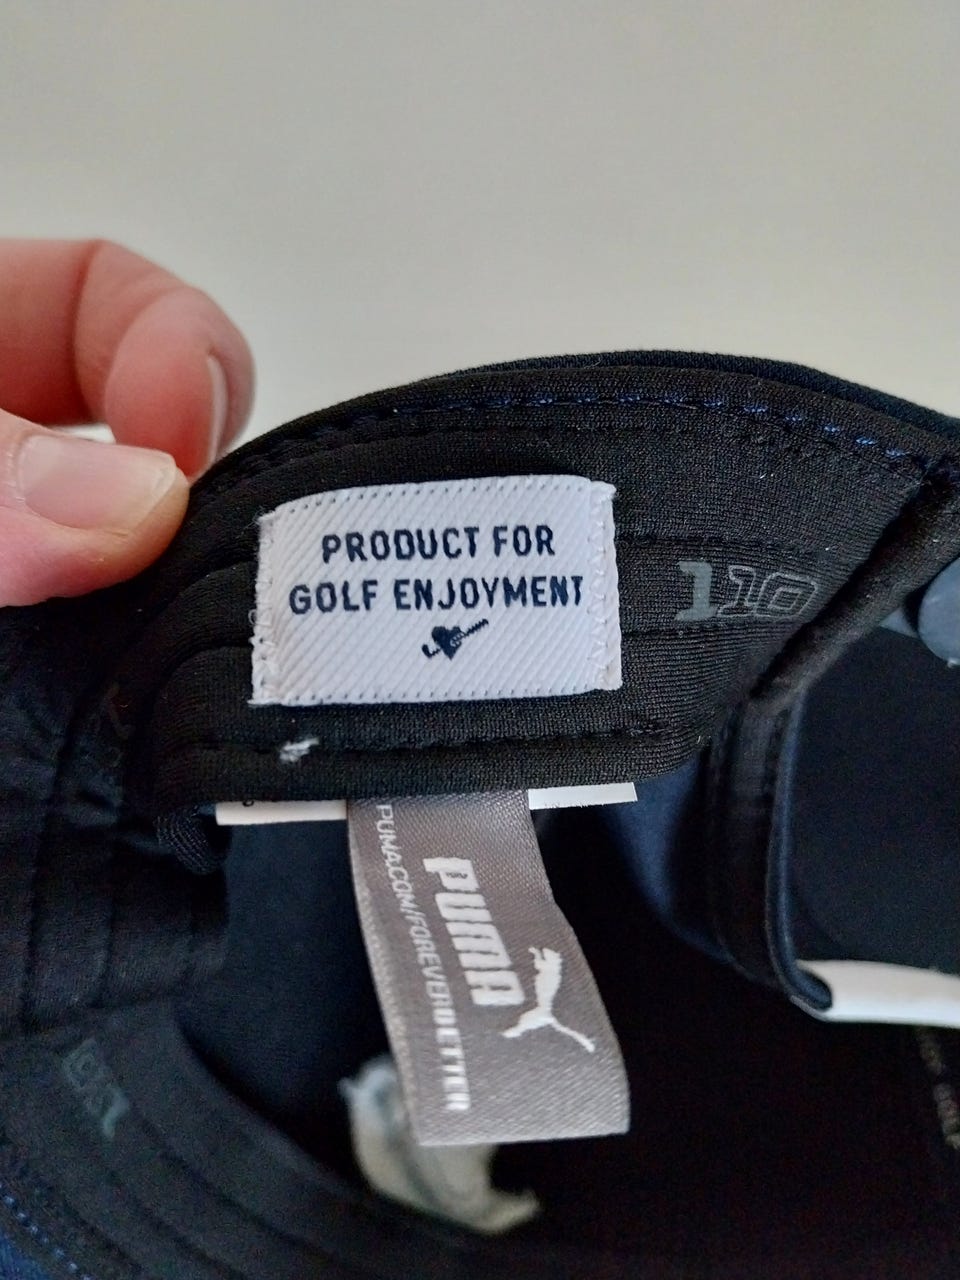 PRODUCT FOR
GOLF ENJOYMENT
110
PUMA
PUMA.COM/FOREVERBETTER